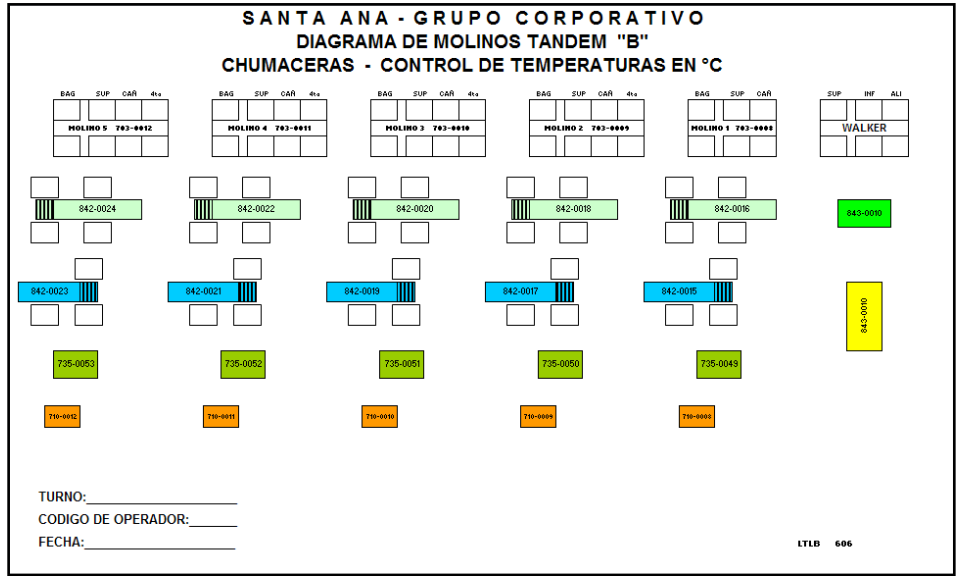 SANTA ANA - GRUPO CORPORATIVO
DIAGRAMA DE MOLINOS TANDEM "B"
CHUMACERAS - CONTROL DE TEMPERATURAS EN °C
BAG SUP CAÑ 4ta BAG SUP CAÑ 4ta BAG SUP CAÑ 4ta BAG SUP CAÑ 4ta BAG SUP CAÑ SUP INF ALI
MOLINO 5 703-0012 MOLINO 4 703-0011 MOLINO 3 703-0010 MOLINO 2 703-0009 MOLINO 1 703-0008 WALKER
842-0024 842-0022 842-0020 842-0018 842-0016 843-0010
842-0023 842-0021 842-0019 842-0017 842-0015 843-0010
735-0053 735-0052 735-0051 735-0050 735-0049
710-0012 710-0011 710-0010 710-0009 710-0008
TURNO:
CODIGO DE OPERADOR:
FECHA:
LTLB 606